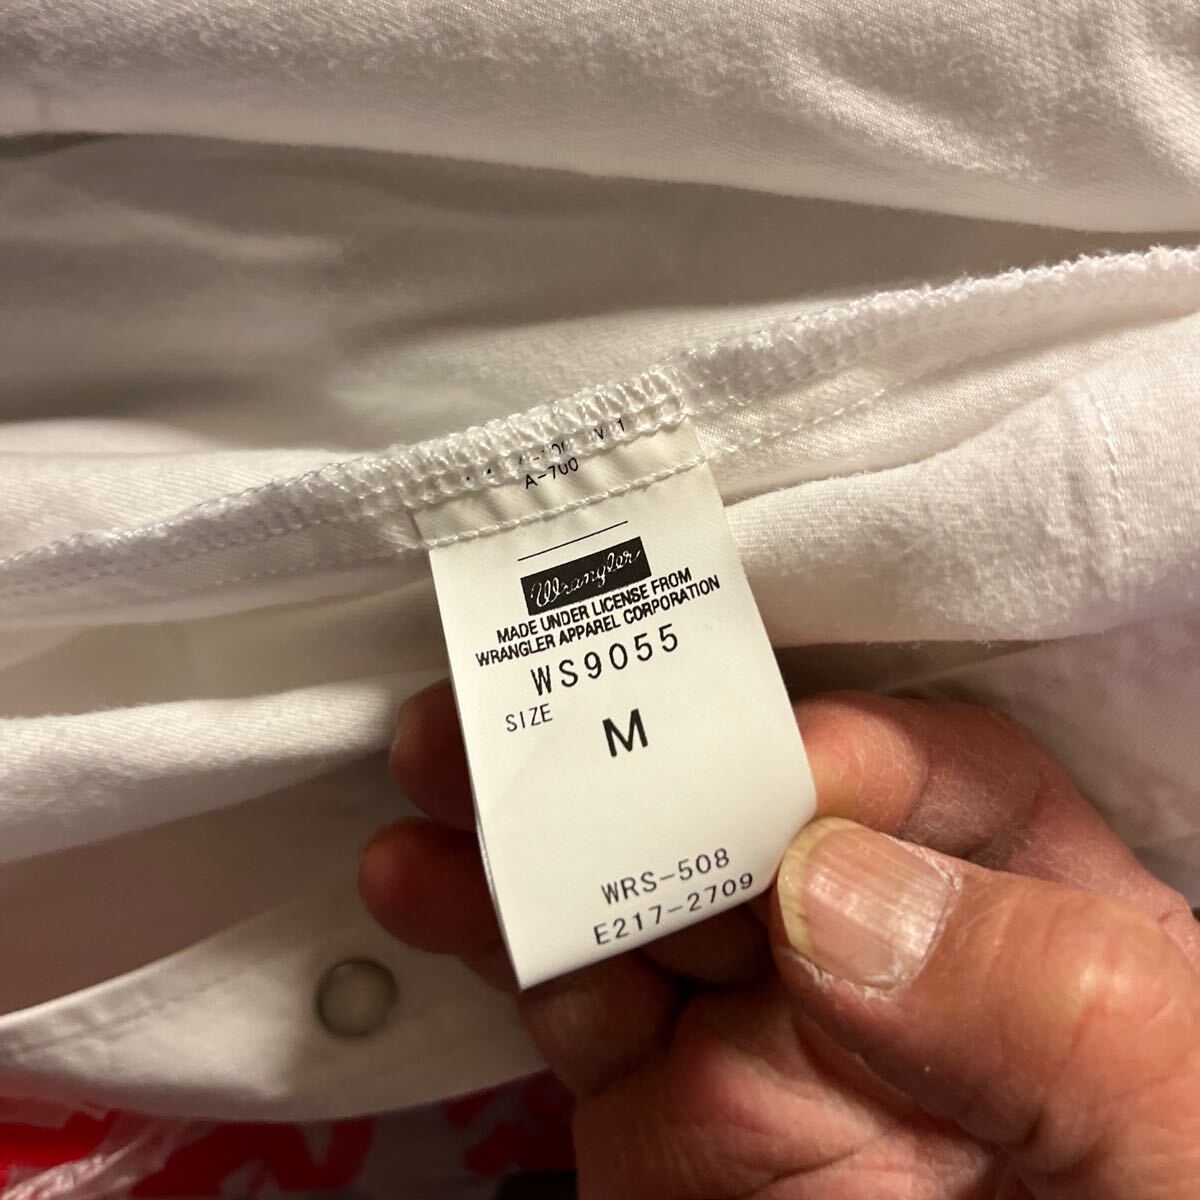 A-700
Wrangler
MADE UNDER LICENSE FROM
WRANGLER APPAREL CORPORATION
WS9055
SIZE
M
WRS-508
E217-2709